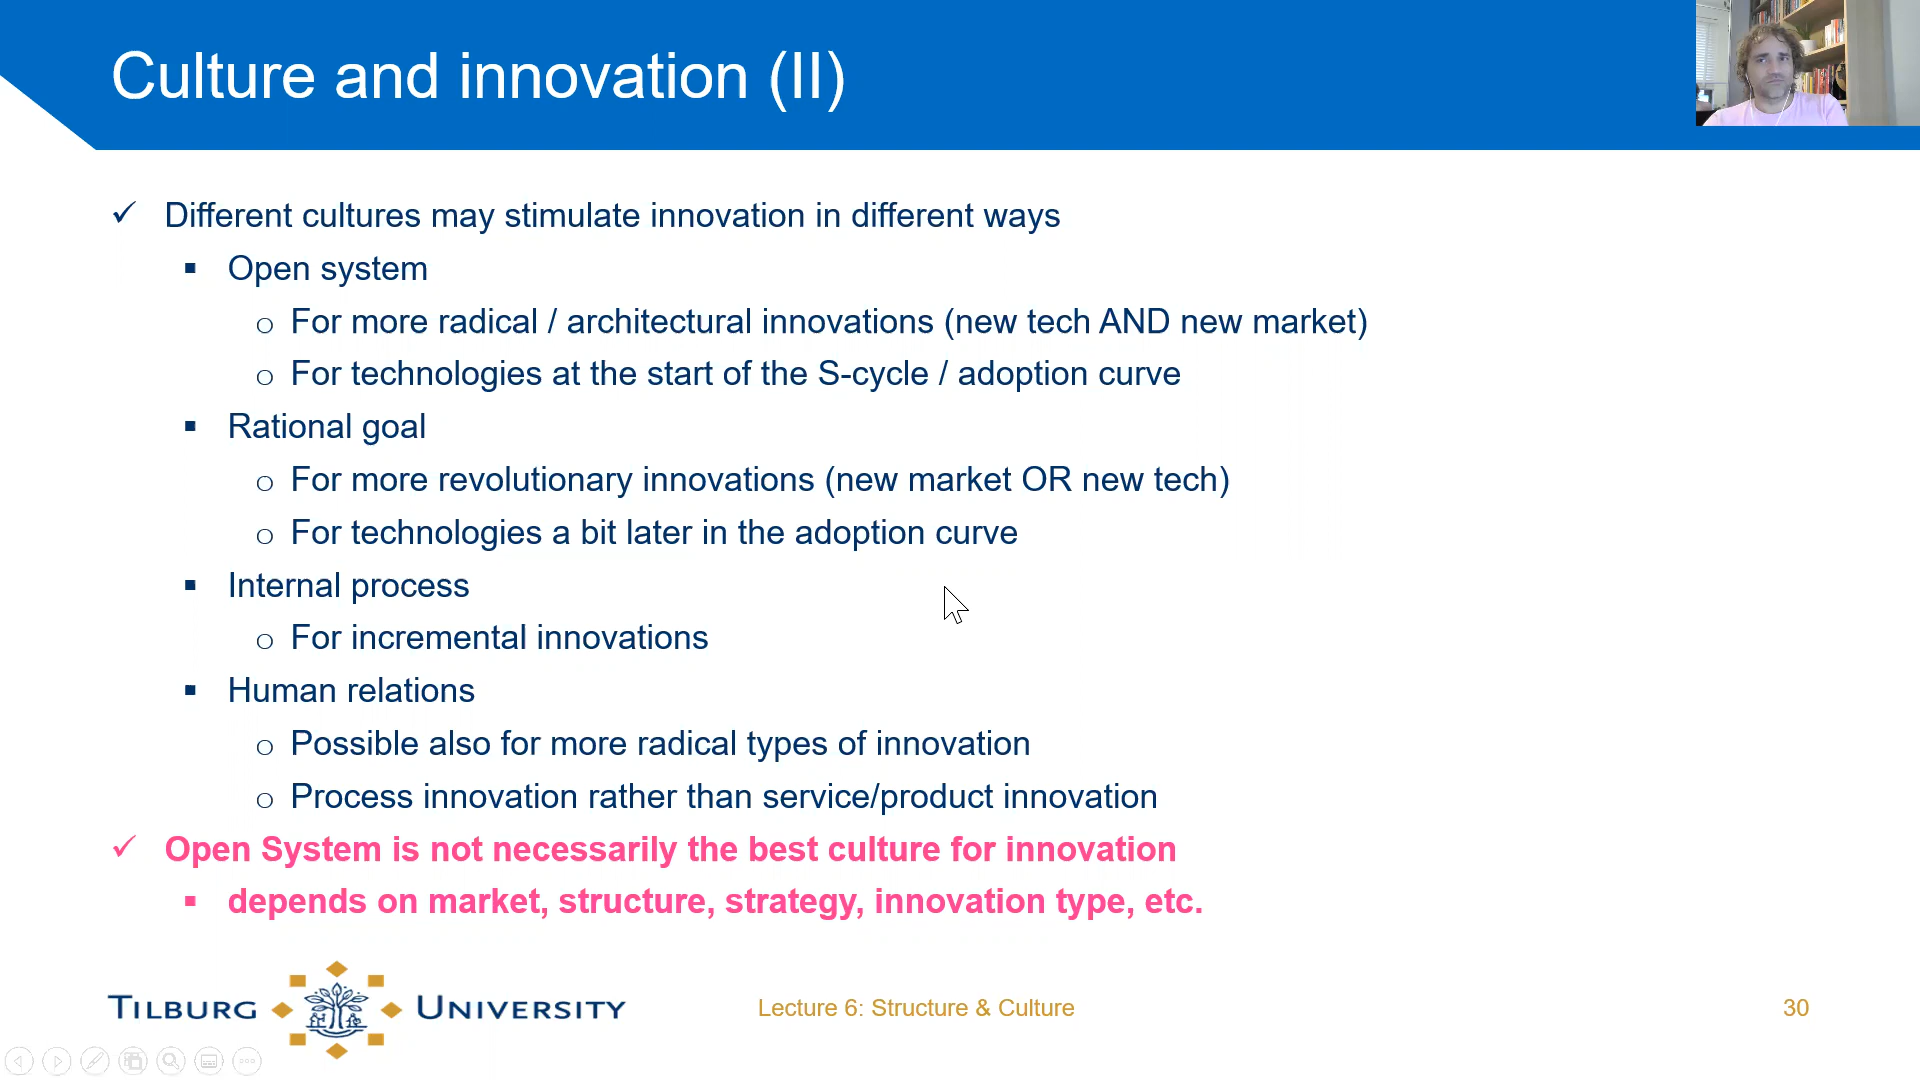 Culture and innovation (II)
Different cultures may stimulate innovation in different ways
Open system
For more radical / architectural innovations (new tech AND new market)
For technologies at the start of the S-cycle / adoption curve
Rational goal
For more revolutionary innovations (new market OR new tech)
For technologies a bit later in the adoption curve
Internal process
For incremental innovations
Human relations
Possible also for more radical types of innovation
Process innovation rather than service/product innovation
Open System is not necessarily the best culture for innovation
depends on market, structure, strategy, innovation type, etc.
TILBURG UNIVERSITY
Lecture 6: Structure & Culture
30